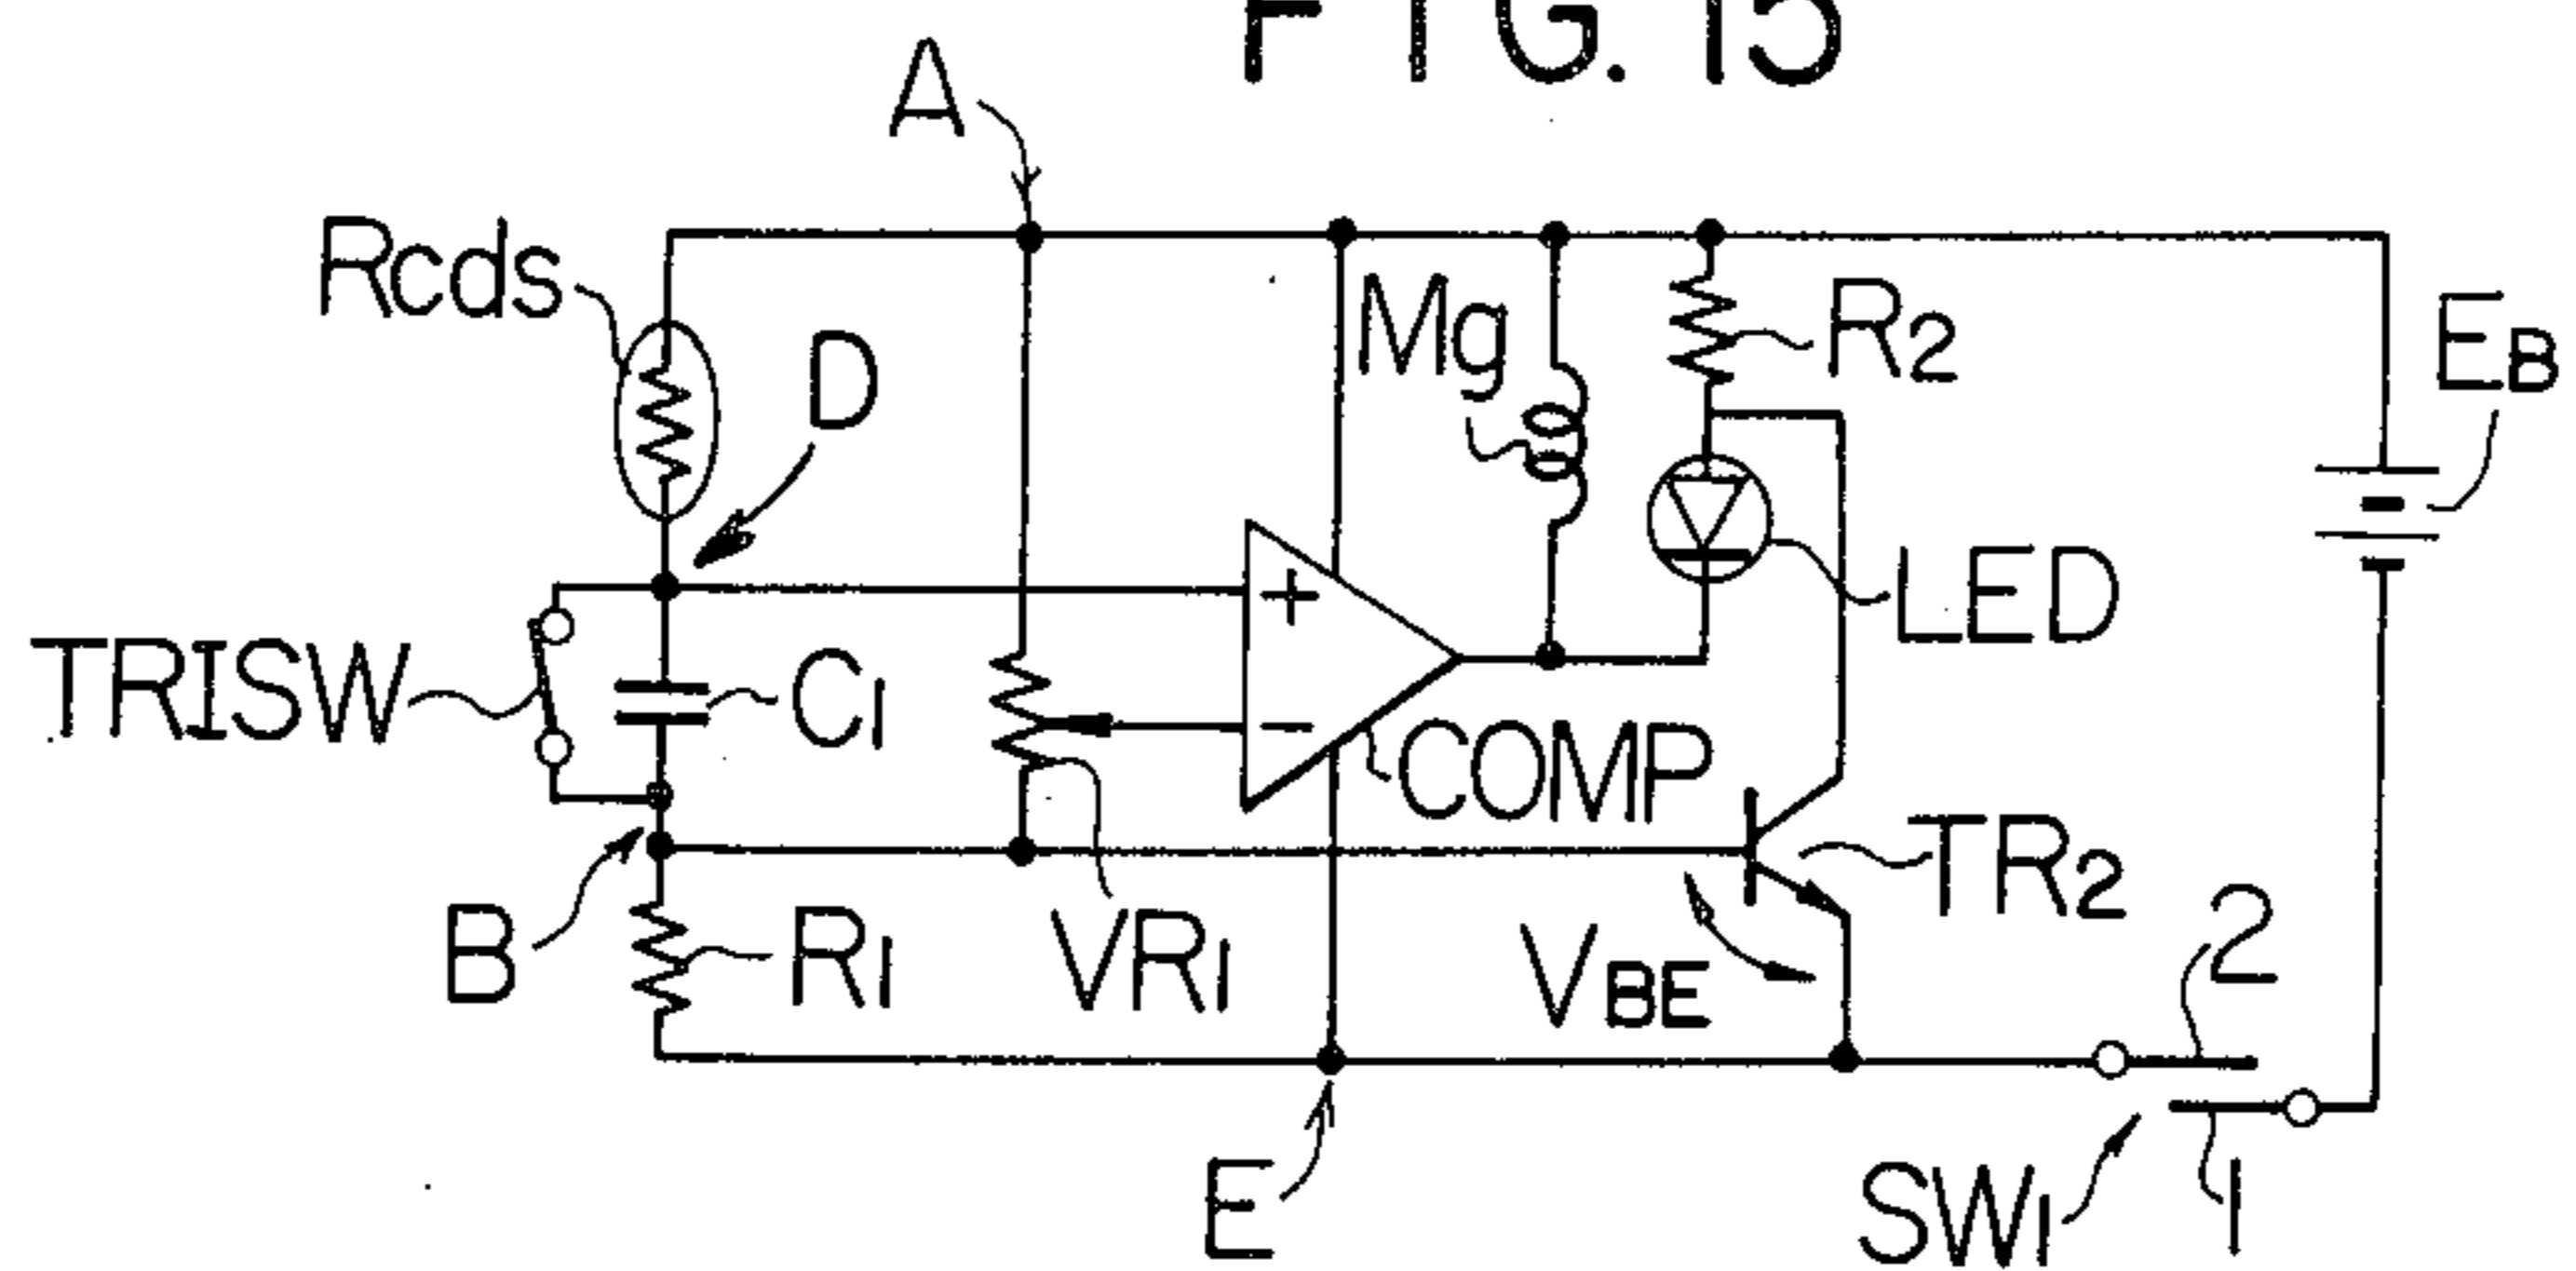 FIG. 15
A
Rcds
D
Mg
R2
EB
LED
TRISW
C1
+
−
COMP
TR2
B
R1
VR1
VBE
2
E
SW1
1